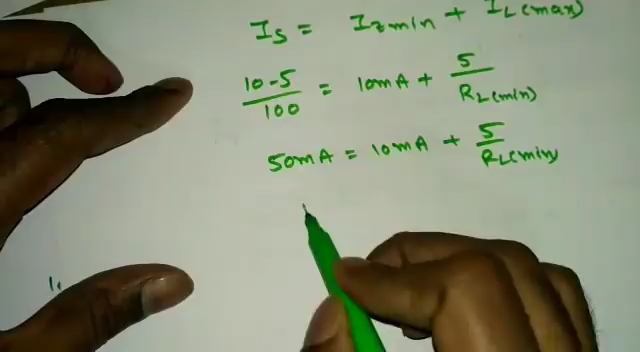 Is = Izmin + IL(max)
10-5/100 = 10mA + 5/RL(min)
50mA = 10mA + 5/RL(min)